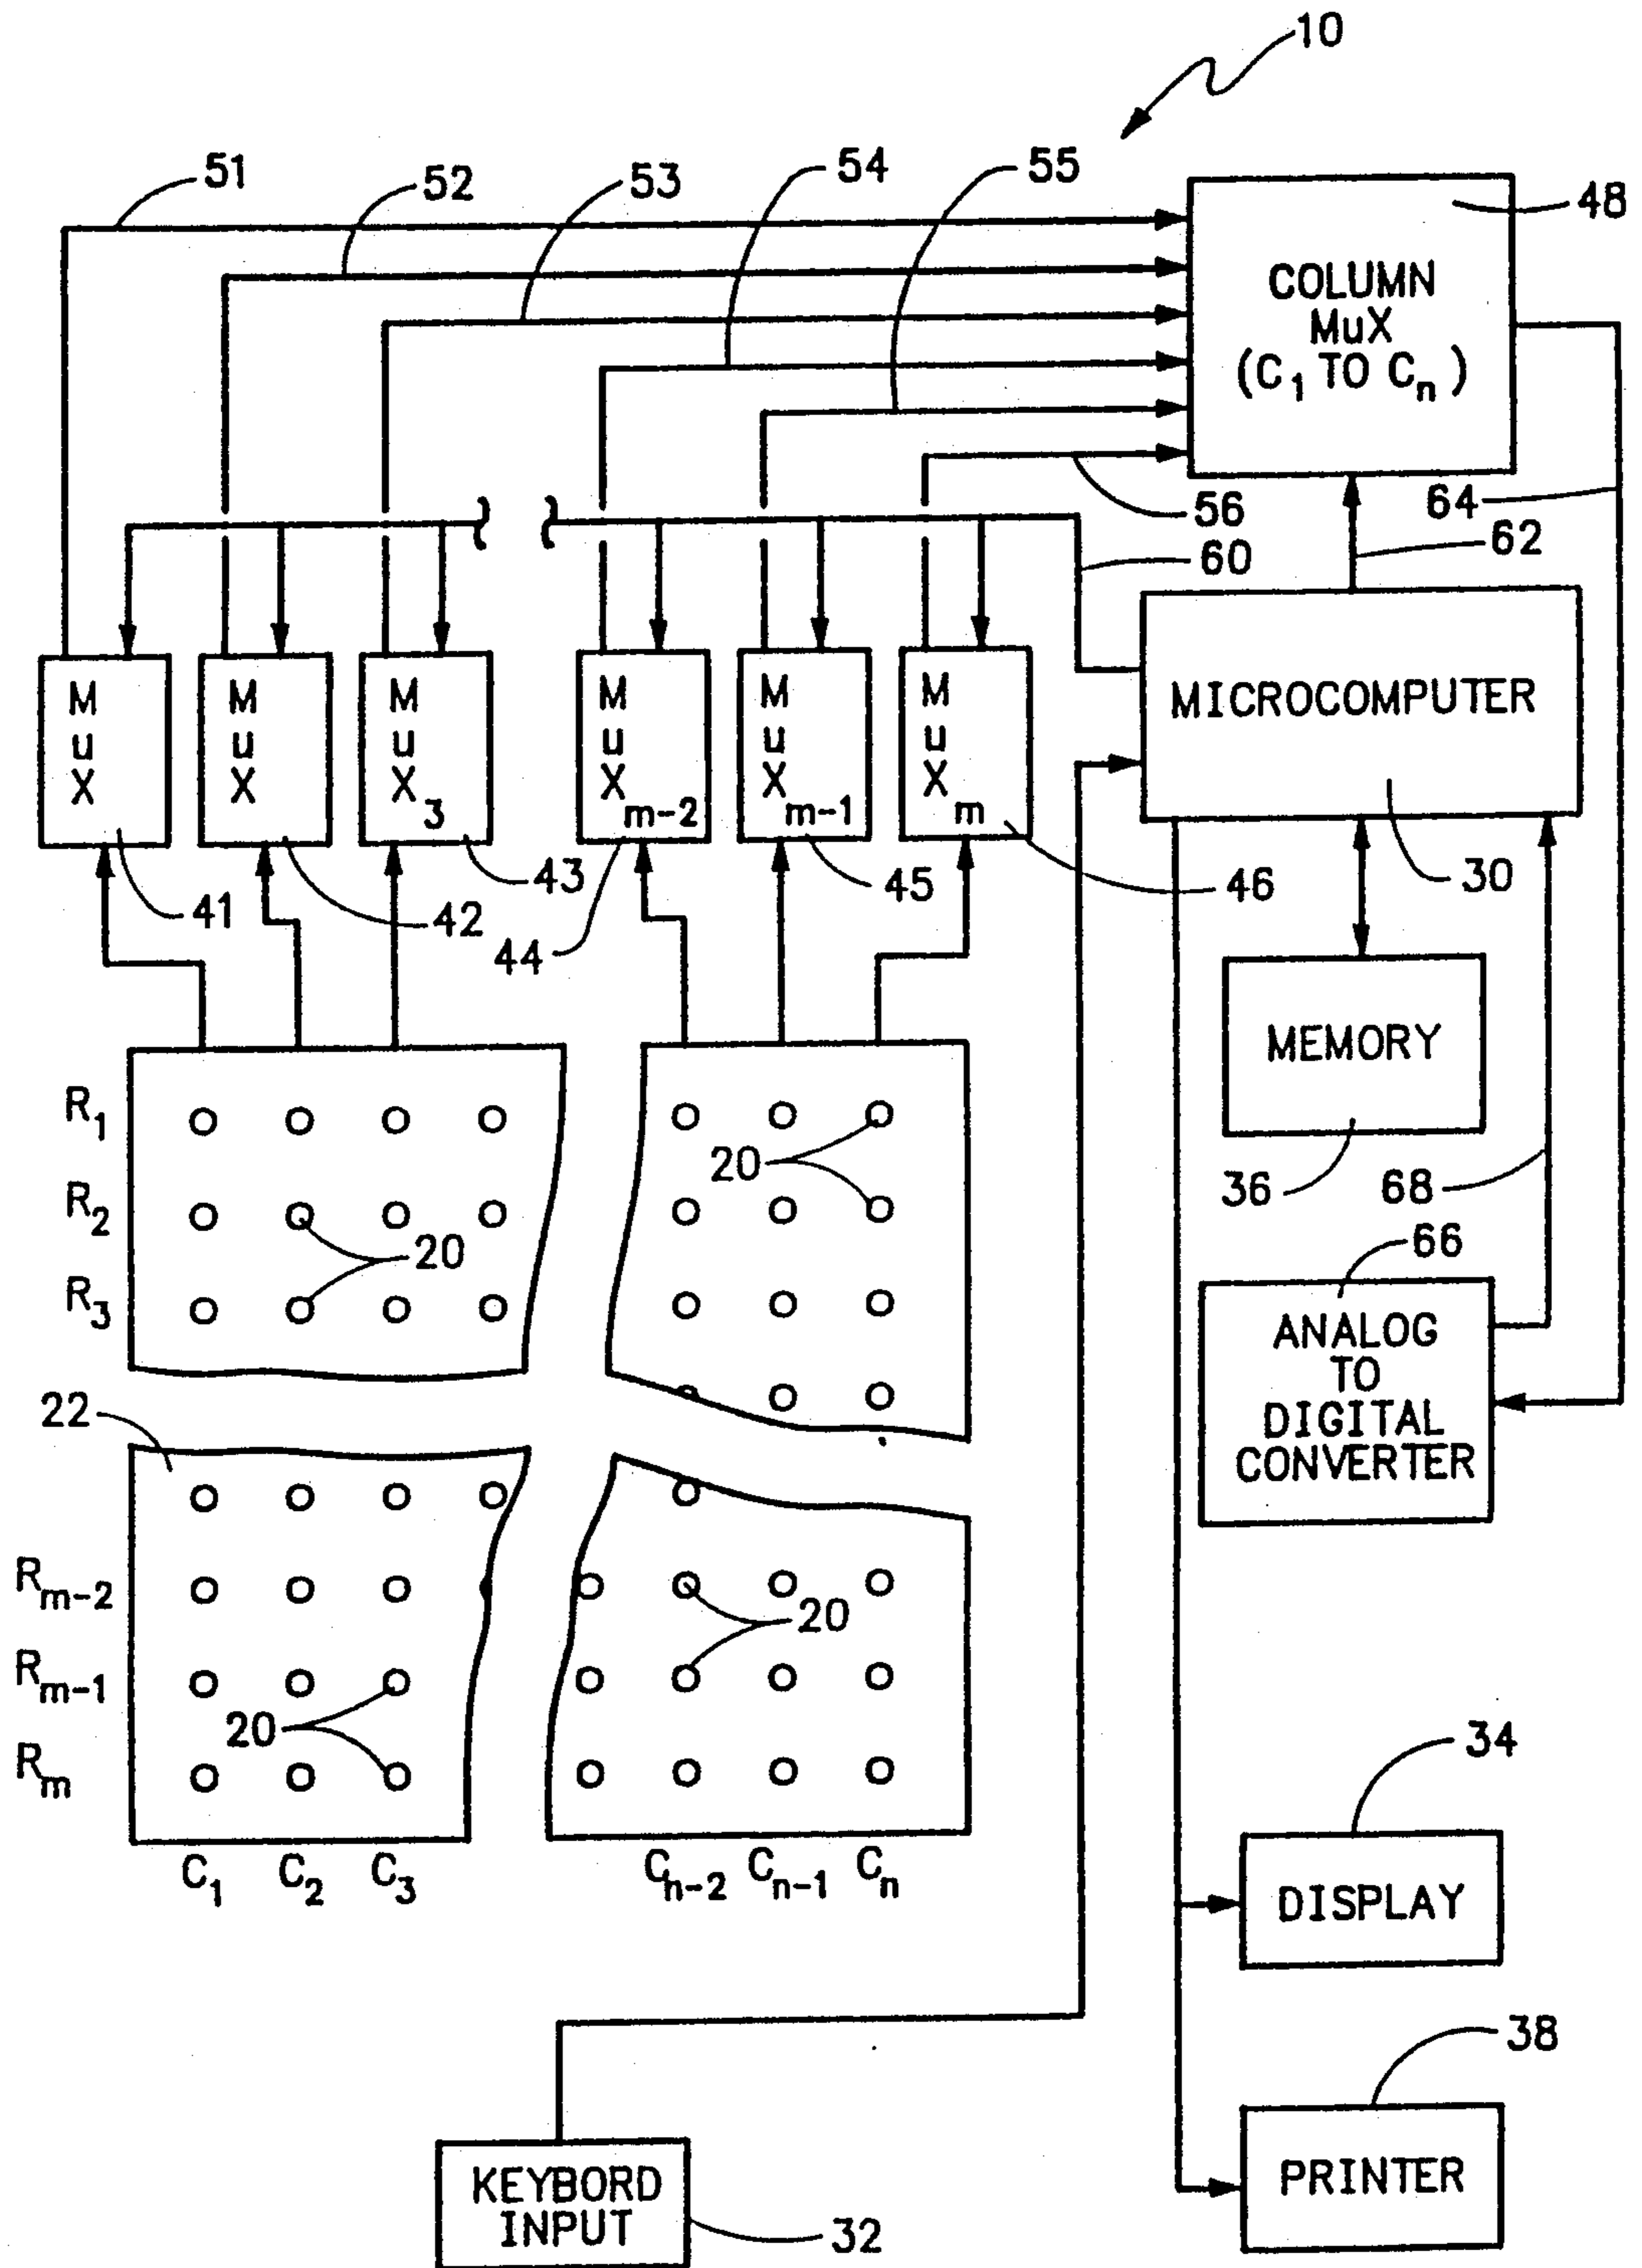 10
51
52
53
54
55
48
COLUMN
MuX
(C1 TO Cn)
56
64
60
62
M
u
X
M
u
X
M
u
X3
M
u
Xm-2
M
u
Xm-1
M
u
Xm
MICROCOMPUTER
41
42
43
44
45
46
30
MEMORY
36
68
R1
R2
R3
20
20
66
ANALOG
TO
DIGITAL
CONVERTER
22
Rm-2
Rm-1
Rm
20
20
C1 C2 C3 Ch-2 Cn-1 Cn
34
DISPLAY
38
PRINTER
KEYBORD
INPUT
32